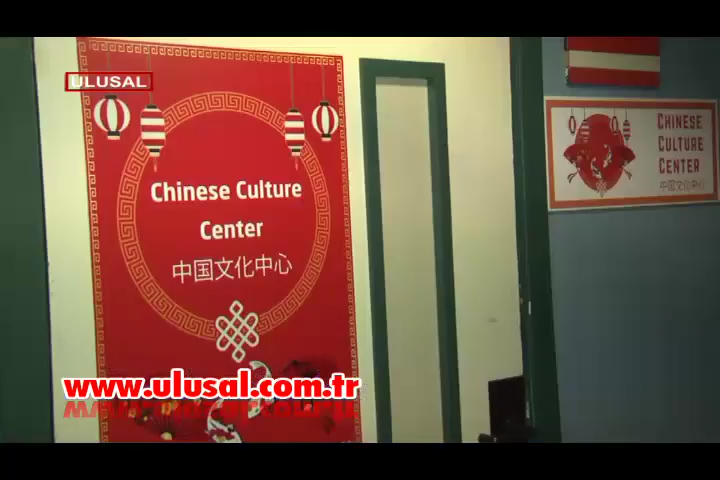 ULUSAL
Chinese Culture
Center
中国文化中心
CHINESE
CULTURE
CENTER
中国文化中心
www.ulusal.com.tr